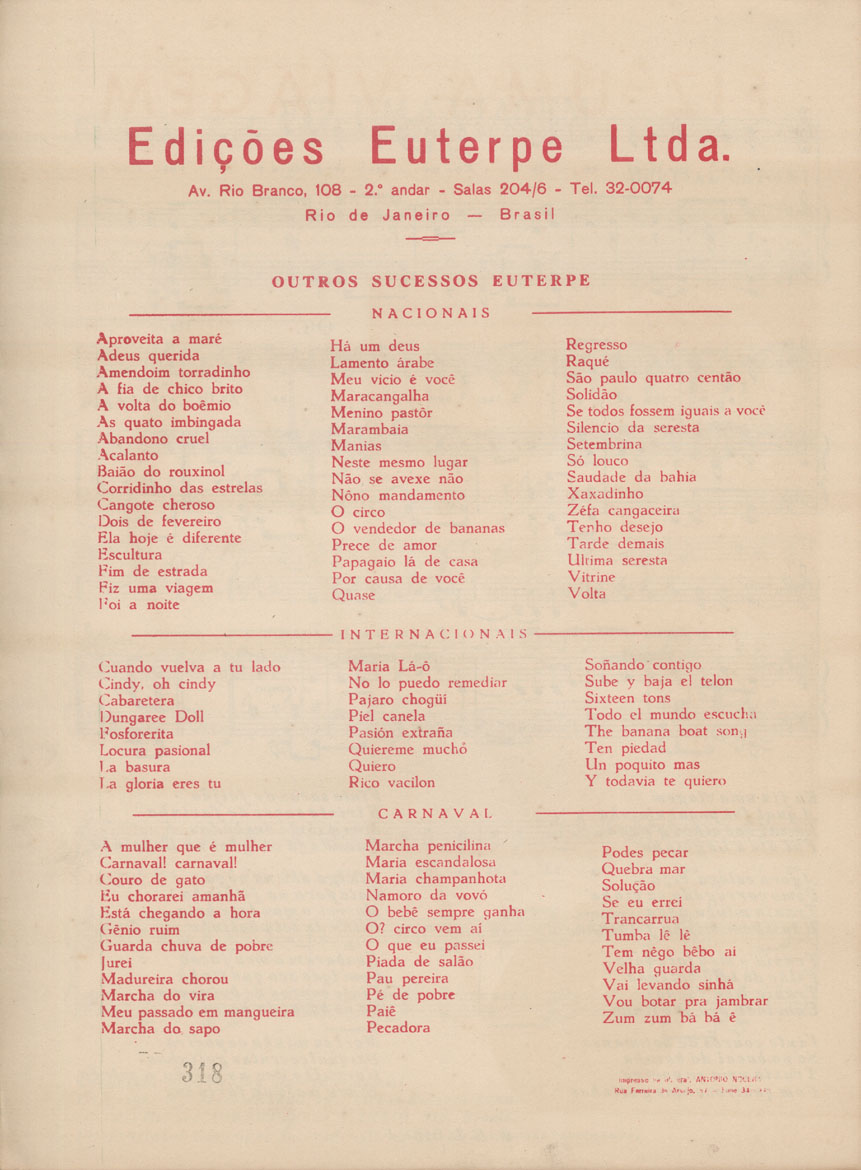 Edições Euterpe Ltda.
Av. Rio Branco, 108 - 2.º andar - Salas 204/6 - Tel. 32-0074
Rio de Janeiro — Brasil
OUTROS SUCESSOS EUTERPE
NACIONAIS
Aproveita a maré
Adeus querida
Amendoim torradinho
A fia de chico brito
A volta do boêmio
As quato imbingada
Abandono cruel
Acalanto
Baião do rouxinol
Corridinho das estrelas
Cangote cheroso
Dois de fevereiro
Ela hoje é diferente
Escultura
Fim de estrada
Fiz uma viagem
Foi a noite
Há um deus
Lamento árabe
Meu vicio é você
Maracangalha
Menino pastôr
Marambaia
Manias
Neste mesmo lugar
Não se avexe não
Nôno mandamento
O circo
O vendedor de bananas
Prece de amor
Papagaio lá de casa
Por causa de você
Quase
Regresso
Raqué
São paulo quatro centão
Solidão
Se todos fossem iguais a você
Silencio da seresta
Setembrina
Só louco
Saudade da bahia
Xaxadinho
Zéfa cangaceira
Tenho desejo
Tarde demais
Ultima seresta
Vitrine
Volta
INTERNACIONAIS
Cuando vuelva a tu lado
Cindy, oh cindy
Cabaretera
Dungaree Doll
Fosforerita
Locura pasional
La basura
La gloria eres tu
María Lá-ô
No lo puedo remediar
Pajaro chogüi
Piel canela
Pasión extraña
Quiereme muchô
Quiero
Rico vacilon
Soñando contigo
Sube y baja el telon
Sixteen tons
Todo el mundo escucha
The banana boat song
Ten piedad
Un poquito mas
Y todavia te quiero
CARNAVAL
A mulher que é mulher
Carnaval! carnaval!
Couro de gato
Eu chorarei amanhã
Está chegando a hora
Gênio ruim
Guarda chuva de pobre
Jurei
Madureira chorou
Marcha do vira
Meu passado em mangueira
Marcha do sapo
Marcha penicilina
Maria escandalosa
Maria champanhota
Namoro da vovó
O bebê sempre ganha
O? circo vem aí
O que eu passei
Piada de salão
Pau pereira
Pé de pobre
Paiê
Pecadora
Podes pecar
Quebra mar
Solução
Se eu errei
Trancarrua
Tumba lê lê
Tem nêgo bêbo aí
Velha guarda
Vai levando sinhá
Vou botar pra jambrar
Zum zum bá bá ê
318
Impresso ANTONIO
Rua Ferreira de Araujo,